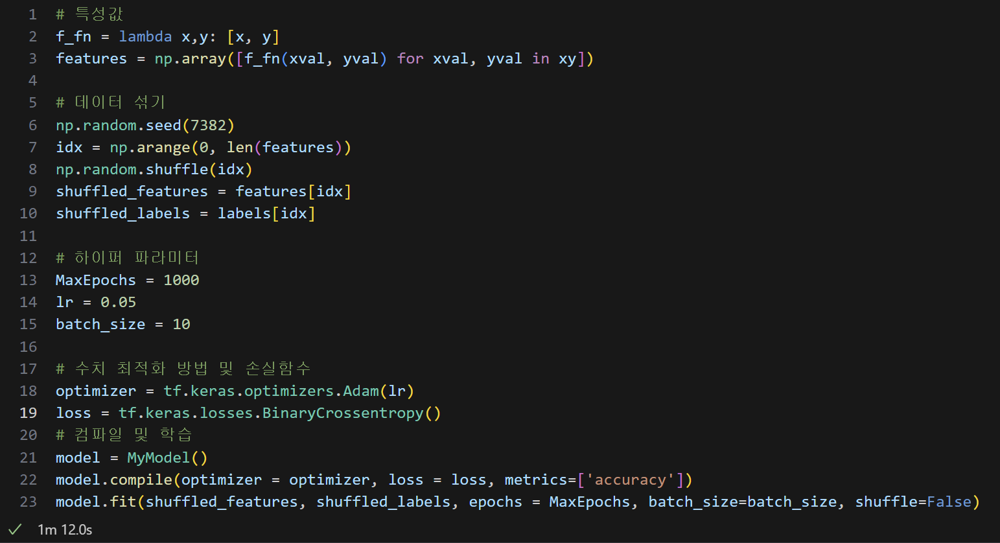 1 # 특성값
2 f_fn = lambda x,y: [x, y]
3 features = np.array([f_fn(xval, yval) for xval, yval in xy])
4
5 # 데이터 섞기
6 np.random.seed(7382)
7 idx = np.arange(0, len(features))
8 np.random.shuffle(idx)
9 shuffled_features = features[idx]
10 shuffled_labels = labels[idx]
11
12 # 하이퍼 파라미터
13 MaxEpochs = 1000
14 lr = 0.05
15 batch_size = 10
16
17 # 수치 최적화 방법 및 손실함수
18 optimizer = tf.keras.optimizers.Adam(lr)
19 loss = tf.keras.losses.BinaryCrossentropy()
20 # 컴파일 및 학습
21 model = MyModel()
22 model.compile(optimizer = optimizer, loss = loss, metrics=['accuracy'])
23 model.fit(shuffled_features, shuffled_labels, epochs = MaxEpochs, batch_size=batch_size, shuffle=False)
1m 12.0s